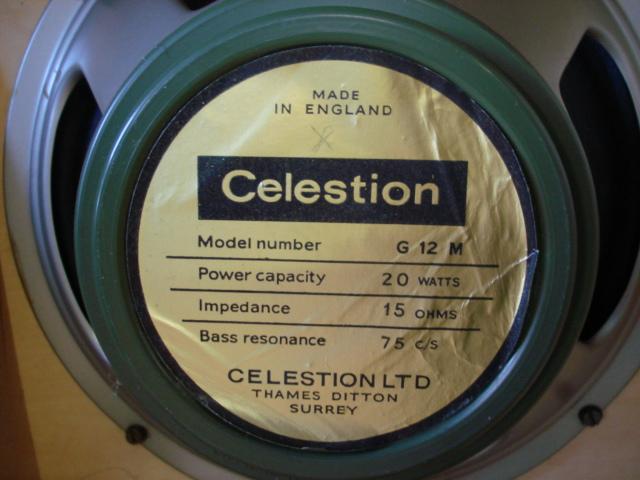 MADE
IN ENGLAND
Celestion
Model number G 12 M
Power capacity 20 WATTS
Impedance 15 OHMS
Bass resonance 75 C/S
CELESTION LTD
THAMES DITTON
SURREY